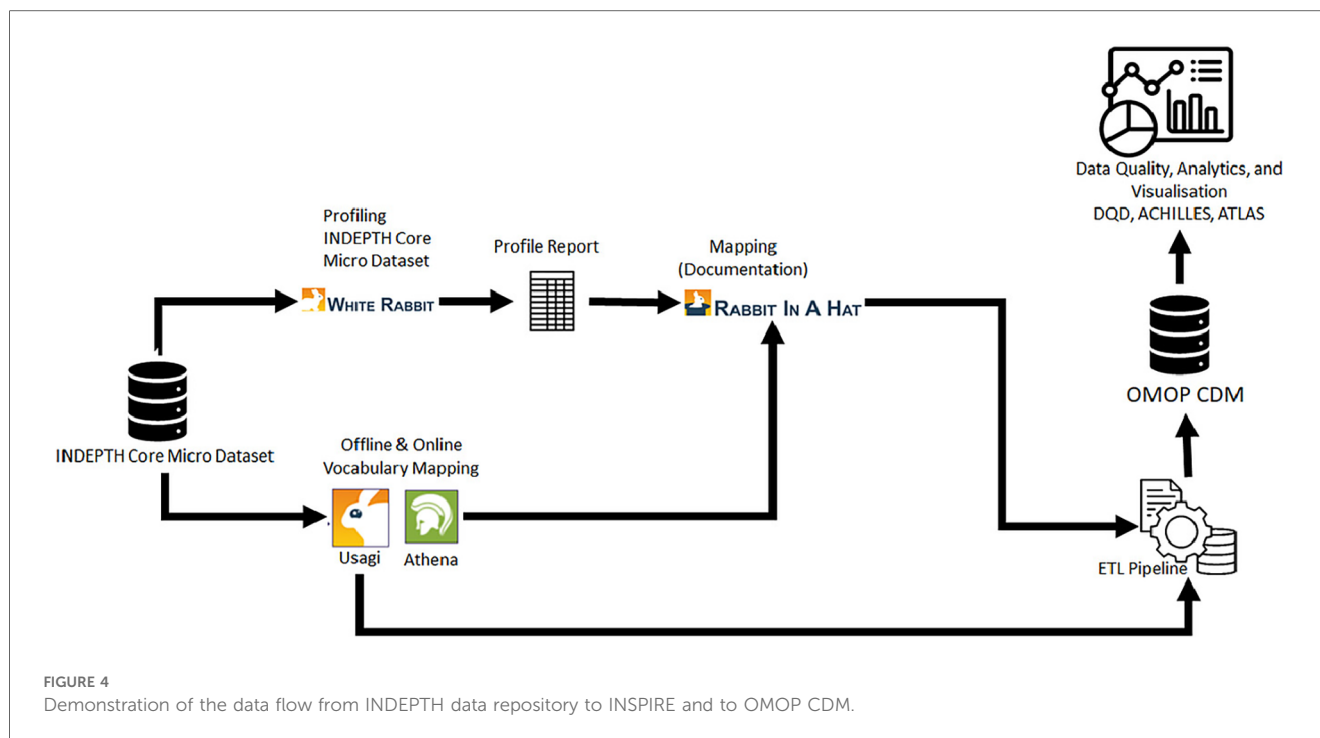 Data Quality, Analytics, and
Visualisation
DQD, ACHILLES, ATLAS
Profiling
INDEPTH Core
Micro Dataset
WHITE RABBIT
Profile Report
Mapping
(Documentation)
RABBIT IN A HAT
OMOP CDM
INDEPTH Core Micro Dataset
Offline & Online
Vocabulary Mapping
Usagi
Athena
ETL Pipeline
FIGURE 4
Demonstration of the data flow from INDEPTH data repository to INSPIRE and to OMOP CDM.